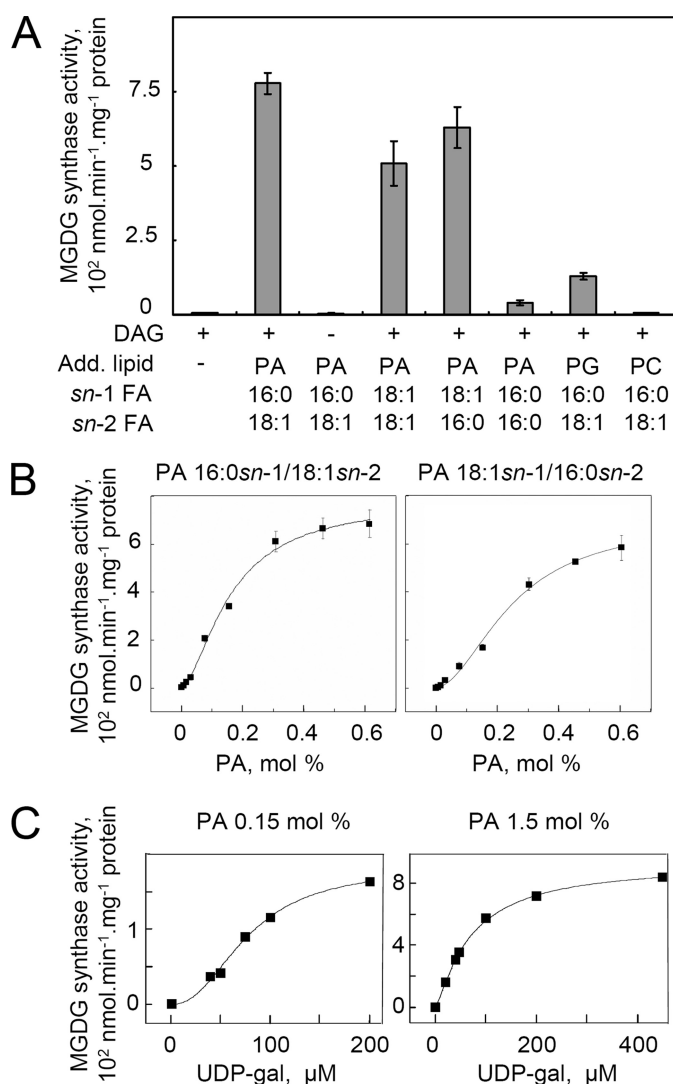 A
MGDG synthase activity,
10² nmol.min⁻¹.mg⁻¹ protein
7.5
5
2.5
0
DAG + + - + + + + +
Add. lipid - PA PA PA PA PA PG PC
sn-1 FA 16:0 16:0 18:1 18:1 16:0 16:0 16:0
sn-2 FA 18:1 18:1 18:1 16:0 16:0 18:1 18:1
B
PA 16:0sn-1/18:1sn-2
PA 18:1sn-1/16:0sn-2
MGDG synthase activity,
10² nmol.min⁻¹.mg⁻¹ protein
6
4
2
0
0 0.2 0.4 0.6
0 0.2 0.4 0.6
PA, mol %
PA, mol %
C
PA 0.15 mol %
PA 1.5 mol %
MGDG synthase activity,
10² nmol.min⁻¹.mg⁻¹ protein
1
0
8
4
0
0 100 200
0 200 400
UDP-gal, µM
UDP-gal, µM